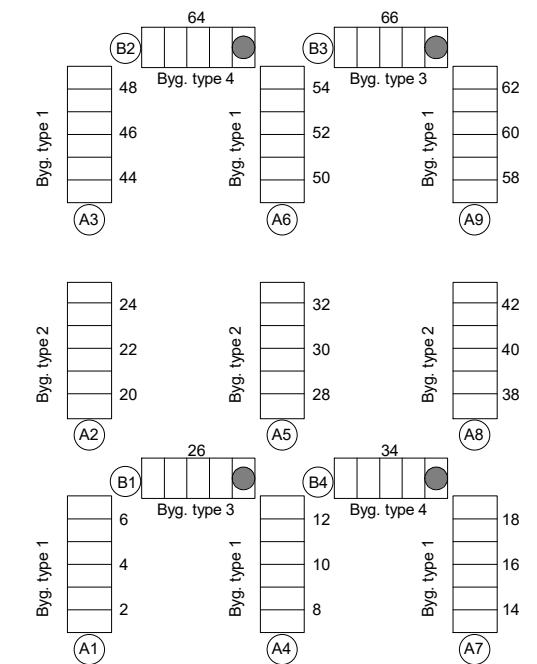 64
66
B2
B3
Byg. type 4
Byg. type 3
Byg. type 1
48
46
44
A3
Byg. type 1
54
52
50
A6
Byg. type 1
62
60
58
A9
Byg. type 2
24
22
20
A2
Byg. type 2
32
30
28
A5
Byg. type 2
42
40
38
A8
26
34
B1
B4
Byg. type 3
Byg. type 4
Byg. type 1
6
4
2
A1
Byg. type 1
12
10
8
A4
Byg. type 1
18
16
14
A7